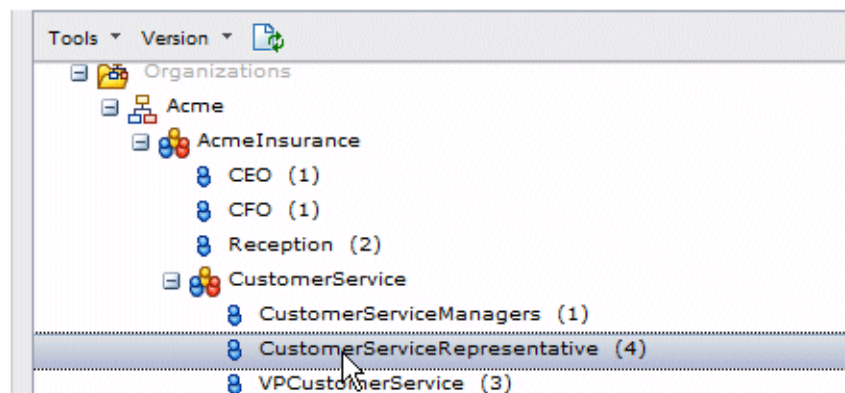 Tools Version
Organizations
Acme
AcmeInsurance
CEO (1)
CFO (1)
Reception (2)
CustomerService
CustomerServiceManagers (1)
CustomerServiceRepresentative (4)
VPCustomerService (3)